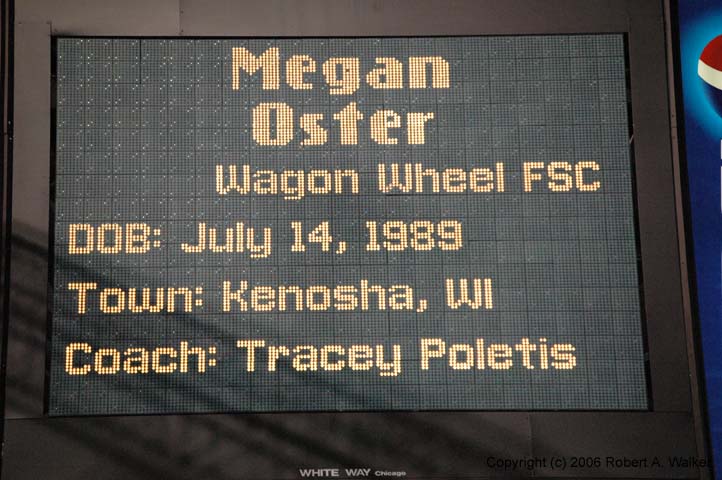 Megan
Oster
Wagon Wheel FSC
DOB: July 14, 1989
Town: Kenosha, WI
Coach: Tracey Poletis
WHITE WAY Chicago
Copyright (c) 2006 Robert A. Walker